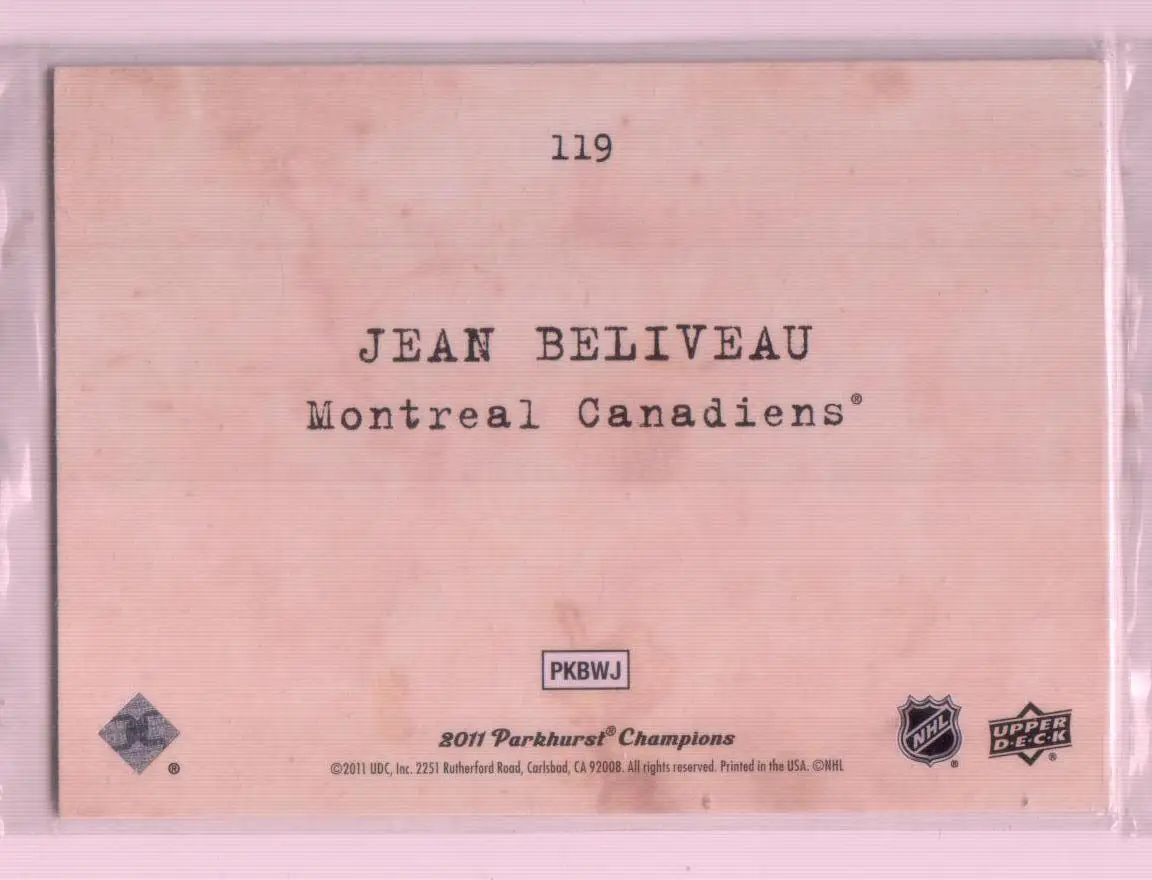 119
JEAN BELIVEAU
Montreal Canadiens®
PKBWJ
2011 Parkhurst® Champions
©2011 UDC, Inc. 2251 Rutherford Road, Carlsbad, CA 92008. All rights reserved. Printed in the USA. ©NHL
®
NHL
®
UPPER
D•E•C•K
®